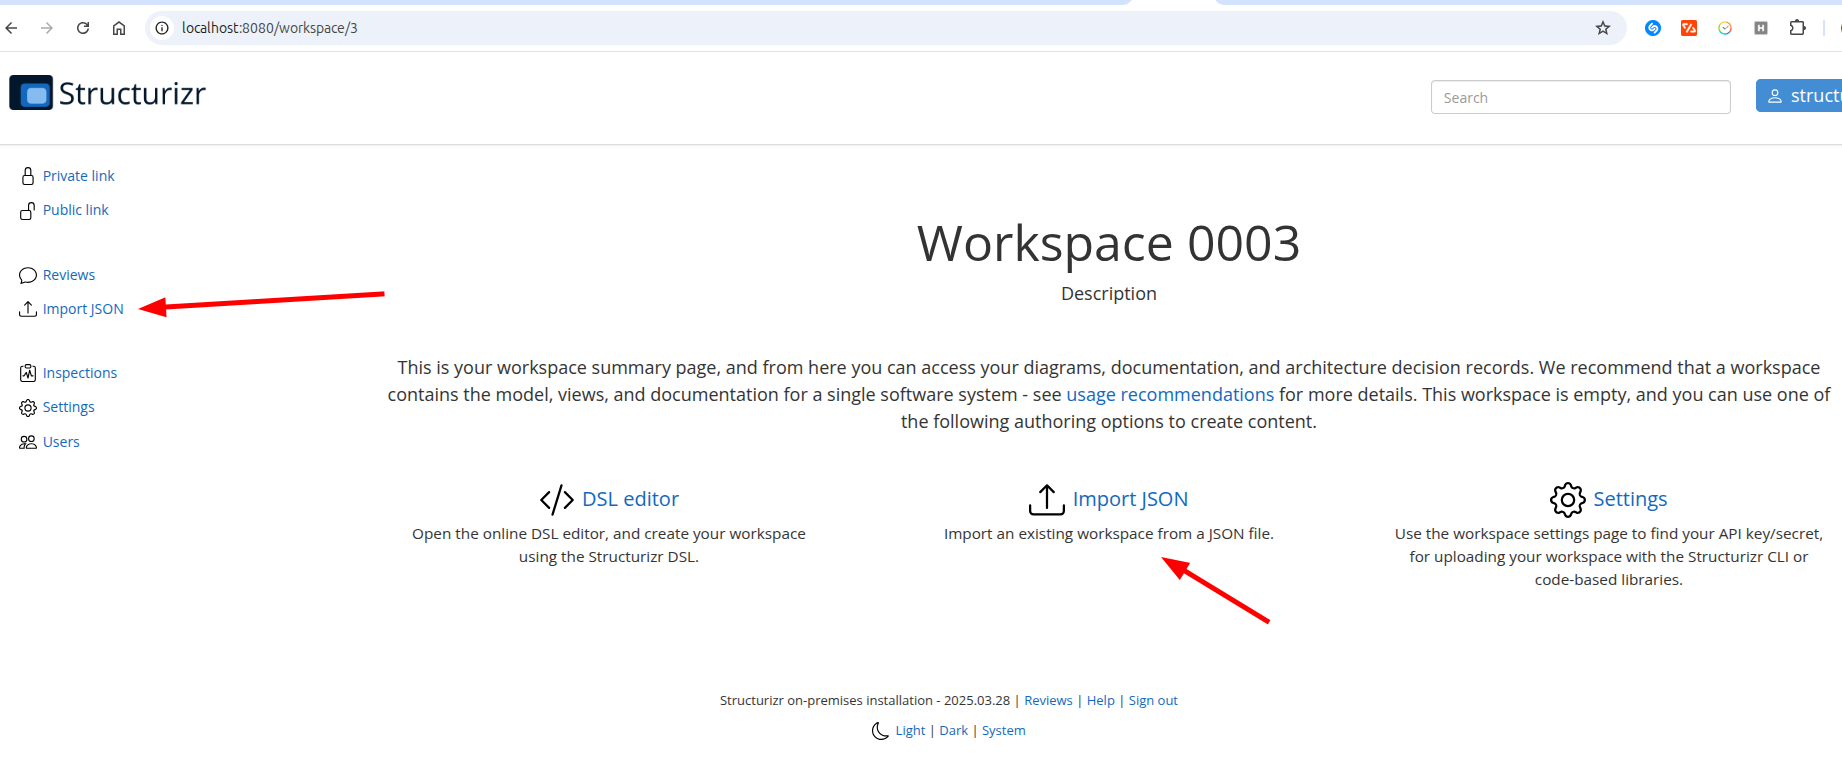 localhost:8080/workspace/3
Structurizr
Search
Private link
Public link
Reviews
Import JSON
Inspections
Settings
Users
Workspace 0003
Description
This is your workspace summary page, and from here you can access your diagrams, documentation, and architecture decision records. We recommend that a workspace
contains the model, views, and documentation for a single software system - see usage recommendations for more details. This workspace is empty, and you can use one of
the following authoring options to create content.
DSL editor
Open the online DSL editor, and create your workspace
using the Structurizr DSL.
Import JSON
Import an existing workspace from a JSON file.
Settings
Use the workspace settings page to find your API key/secret,
for uploading your workspace with the Structurizr CLI or
code-based libraries.
Structurizr on-premises installation - 2025.03.28 | Reviews | Help | Sign out
Light | Dark | System